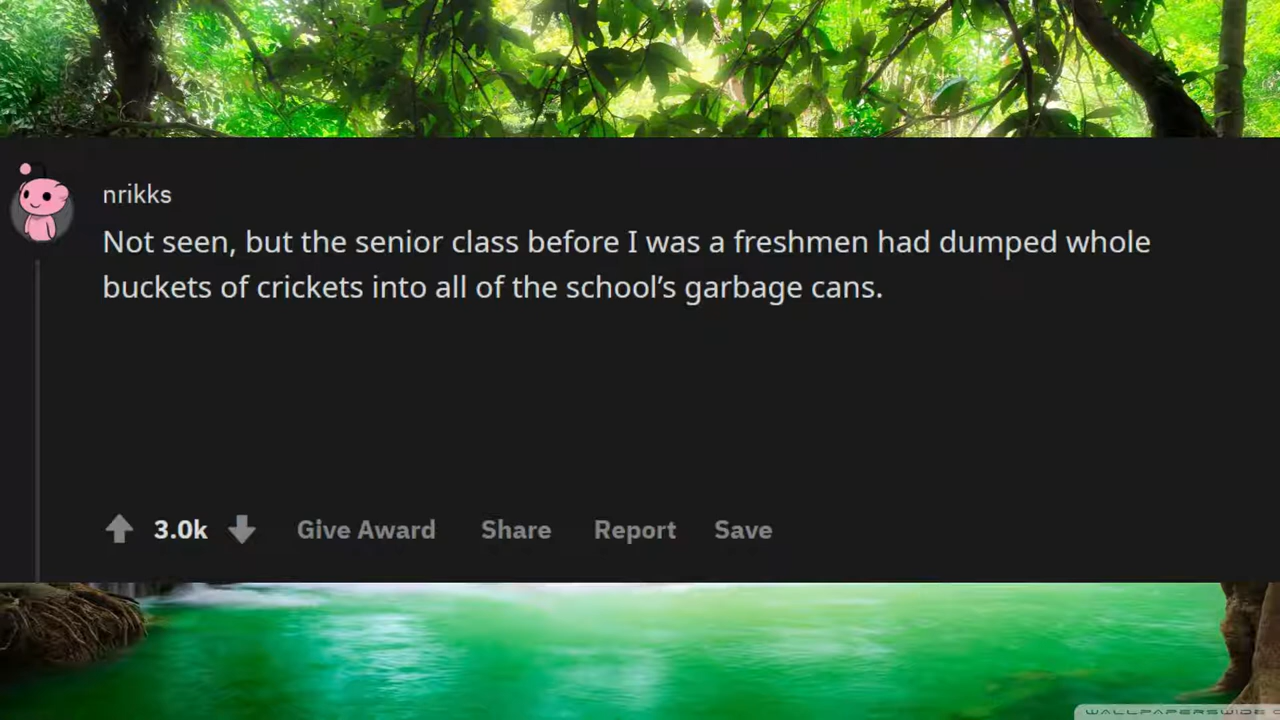 nrikks
Not seen, but the senior class before I was a freshmen had dumped whole
buckets of crickets into all of the school’s garbage cans.
3.0k Give Award Share Report Save
WALLPAPERSWIDE